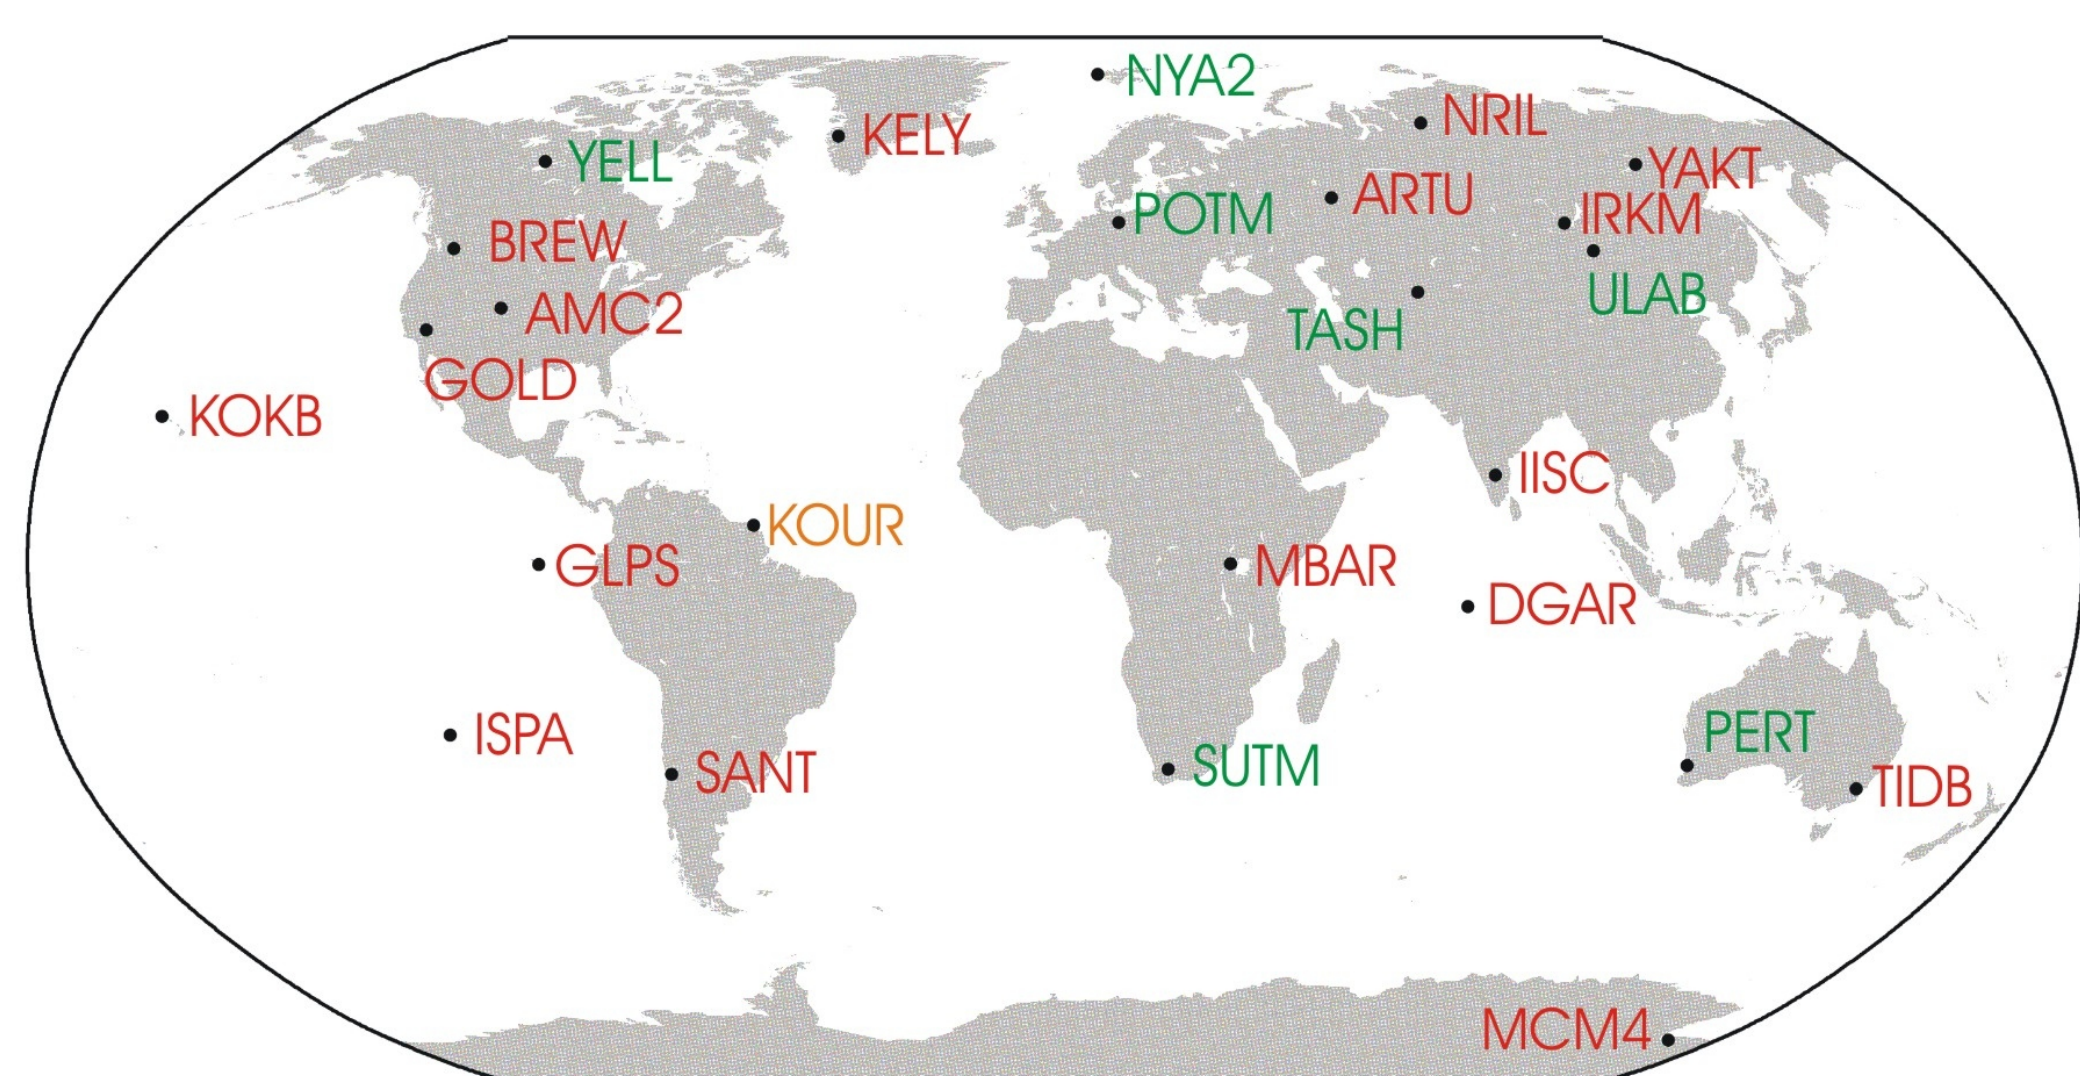 NYA2
NRIL
KELY
YELL
YAKT
ARTU
POTM
IRKM
BREW
ULAB
AMC2
TASH
GOLD
KOKB
IISC
KOUR
GLPS
MBAR
DGAR
ISPA
PERT
SANT
SUTM
TIDB
MCM4